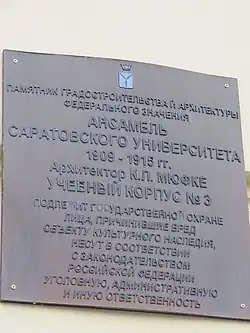 ПАМЯТНИК ГРАДОСТРОИТЕЛЬСТВА И АРХИТЕКТУРЫ
ФЕДЕРАЛЬНОГО ЗНАЧЕНИЯ
АНСАМБЛЬ
САРАТОВСКОГО УНИВЕРСИТЕТА
1909 - 1915 гг.
Архитектор К.Л. МЮФКЕ
УЧЕБНЫЙ КОРПУС № 3
ПОДЛЕЖИТ ГОСУДАРСТВЕННОЙ ОХРАНЕ
ЛИЦА, ПРИЧИНИВШИЕ ВРЕД
ОБЪЕКТУ КУЛЬТУРНОГО НАСЛЕДИЯ,
НЕСУТ В СООТВЕТСТВИИ
С ЗАКОНОДАТЕЛЬСТВОМ
РОССИЙСКОЙ ФЕДЕРАЦИИ
УГОЛОВНУЮ, АДМИНИСТРАТИВНУЮ
И ИНУЮ ОТВЕТСТВЕННОСТЬ